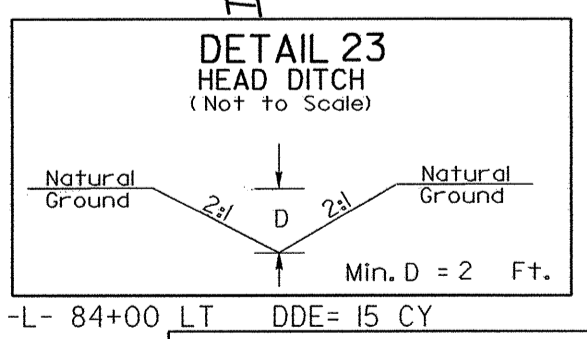 DETAIL 23
HEAD DITCH
(Not to Scale)
Natural Ground
2:1
D
2:1
Natural Ground
Min. D = 2 Ft.
-L- 84+00 LT DDE= 15 CY